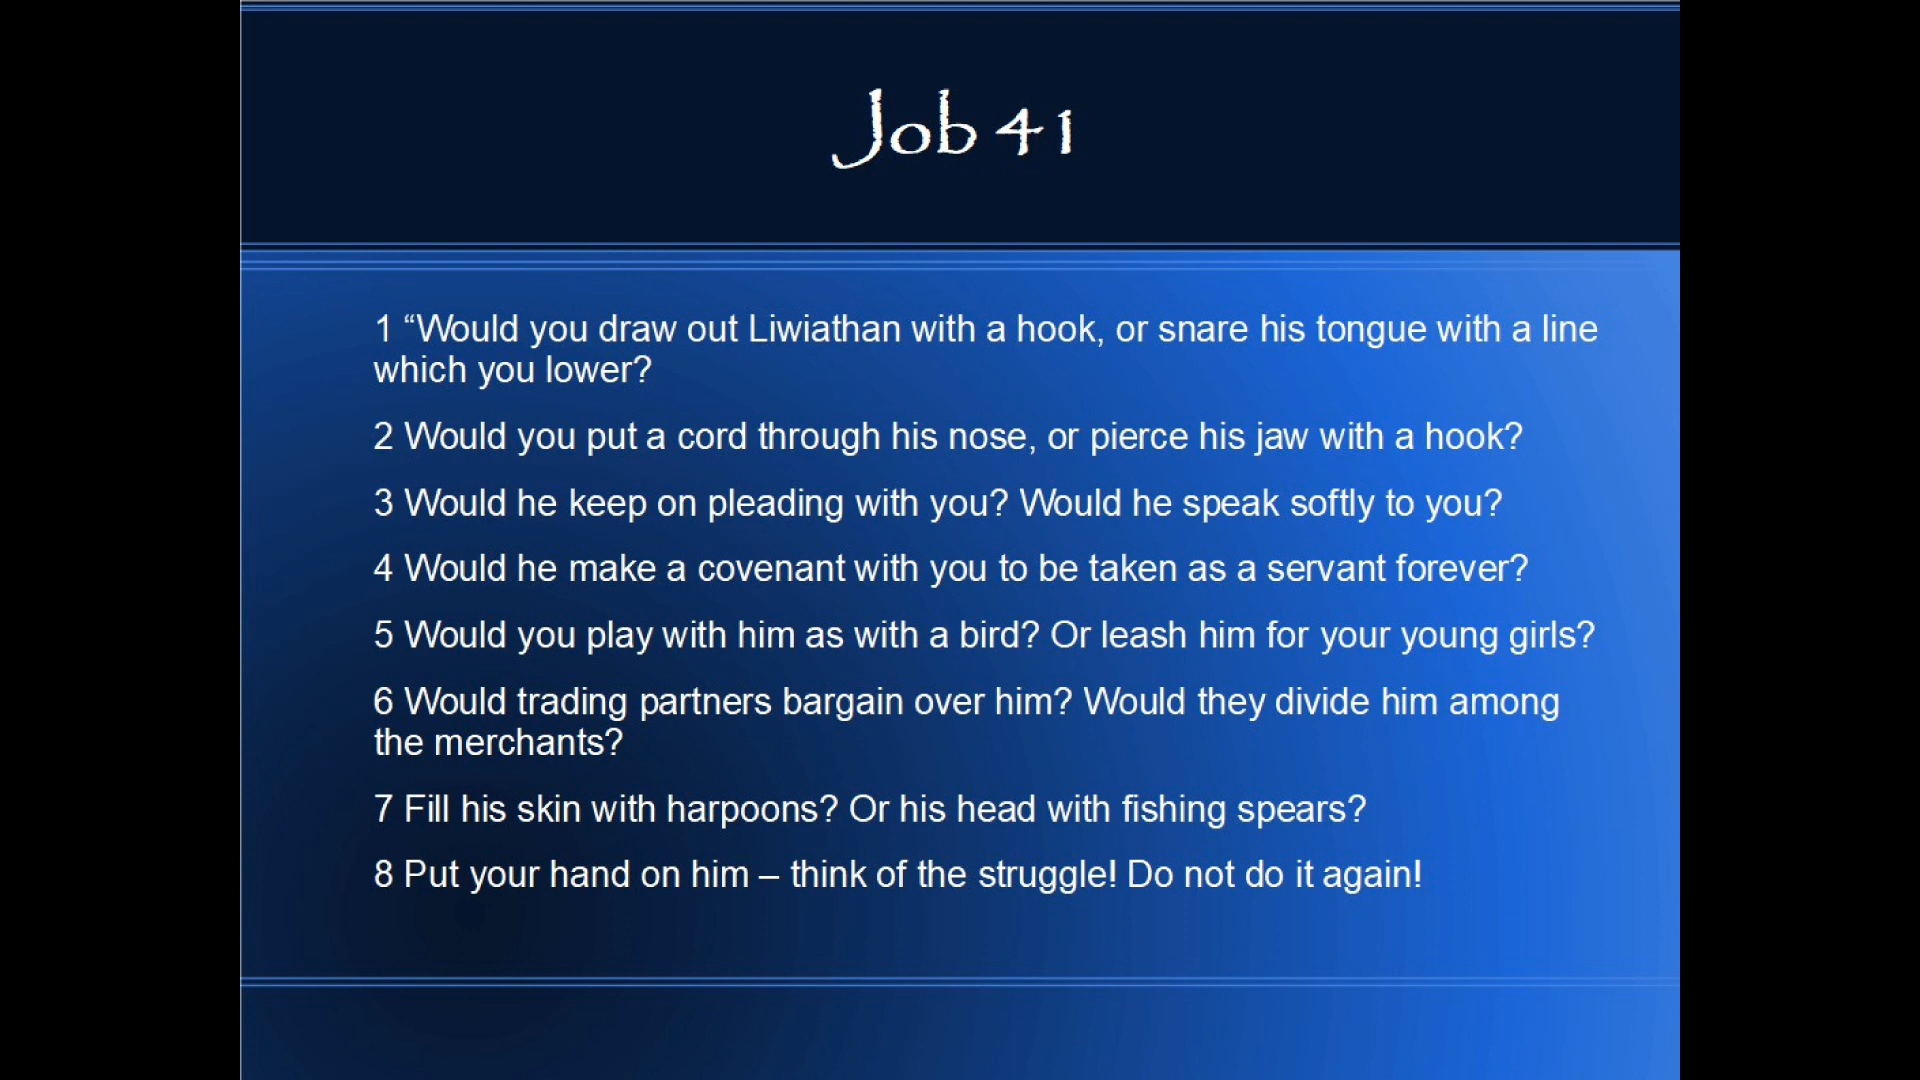 Job 41
1 “Would you draw out Liwiathan with a hook, or snare his tongue with a line
which you lower?
2 Would you put a cord through his nose, or pierce his jaw with a hook?
3 Would he keep on pleading with you? Would he speak softly to you?
4 Would he make a covenant with you to be taken as a servant forever?
5 Would you play with him as with a bird? Or leash him for your young girls?
6 Would trading partners bargain over him? Would they divide him among
the merchants?
7 Fill his skin with harpoons? Or his head with fishing spears?
8 Put your hand on him – think of the struggle! Do not do it again!